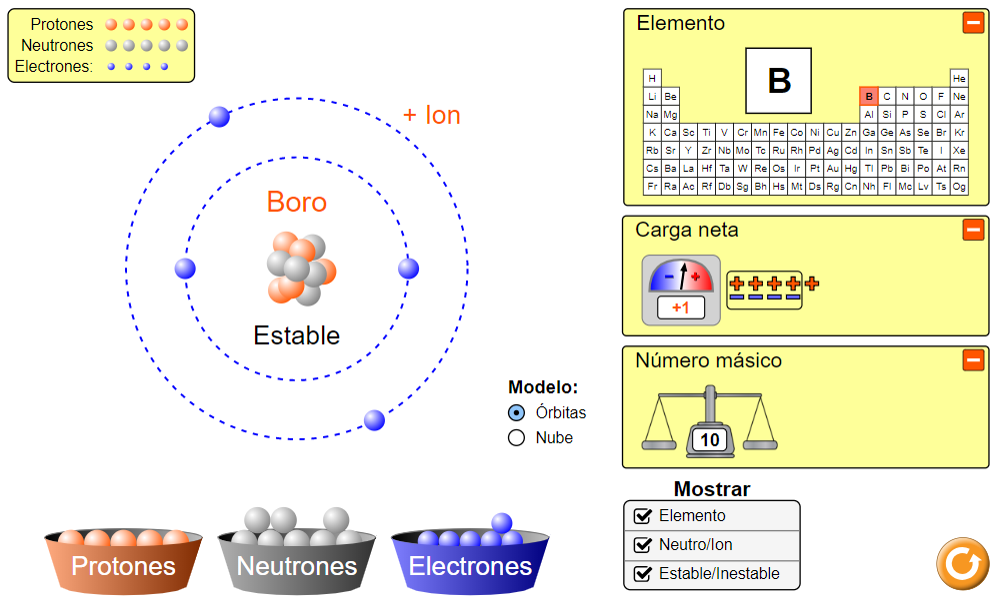 Protones
Neutrones
Electrones:
+ Ion
Boro
Estable
Modelo:
Órbitas
Nube
Protones
Neutrones
Electrones
Elemento
B
H He
Li Be B C N O F Ne
Na Mg Al Si P S Cl Ar
K Ca Sc Ti V Cr Mn Fe Co Ni Cu Zn Ga Ge As Se Br Kr
Rb Sr Y Zr Nb Mo Tc Ru Rh Pd Ag Cd In Sn Sb Te I Xe
Cs Ba La Hf Ta W Re Os Ir Pt Au Hg Tl Pb Bi Po At Rn
Fr Ra Ac Rf Db Sg Bh Hs Mt Ds Rg Cn Nh Fl Mc Lv Ts Og
Carga neta
- +
+1
Número másico
10
Mostrar
Elemento
Neutro/Ion
Estable/Inestable